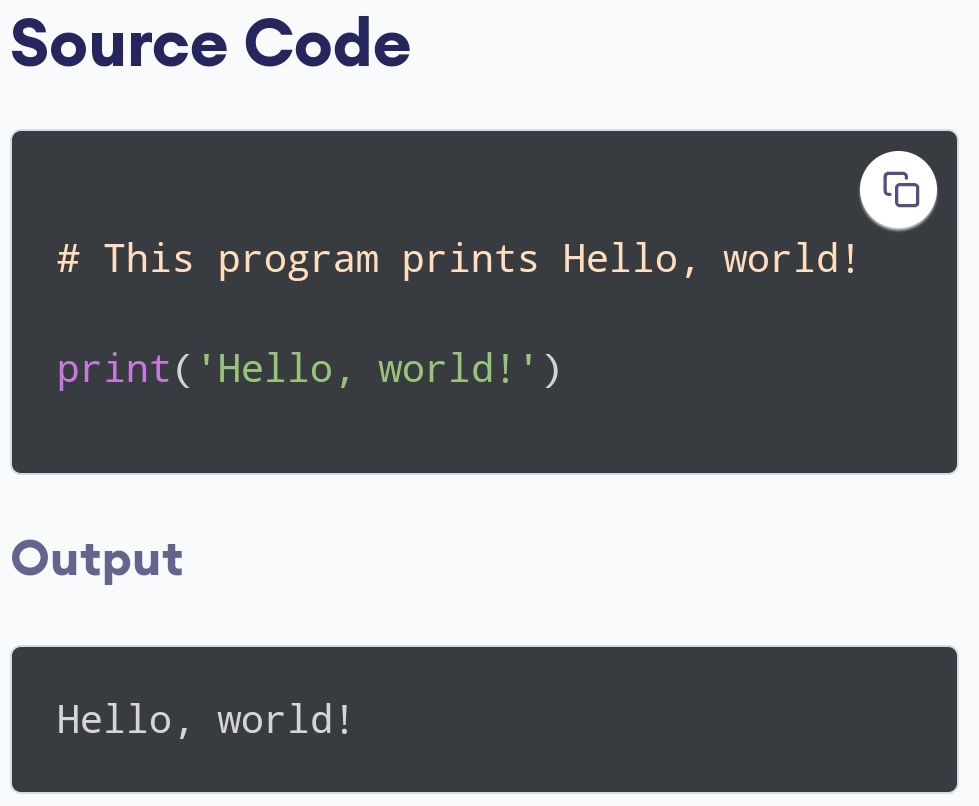 Source Code
# This program prints Hello, world!
print('Hello, world!')
Output
Hello, world!